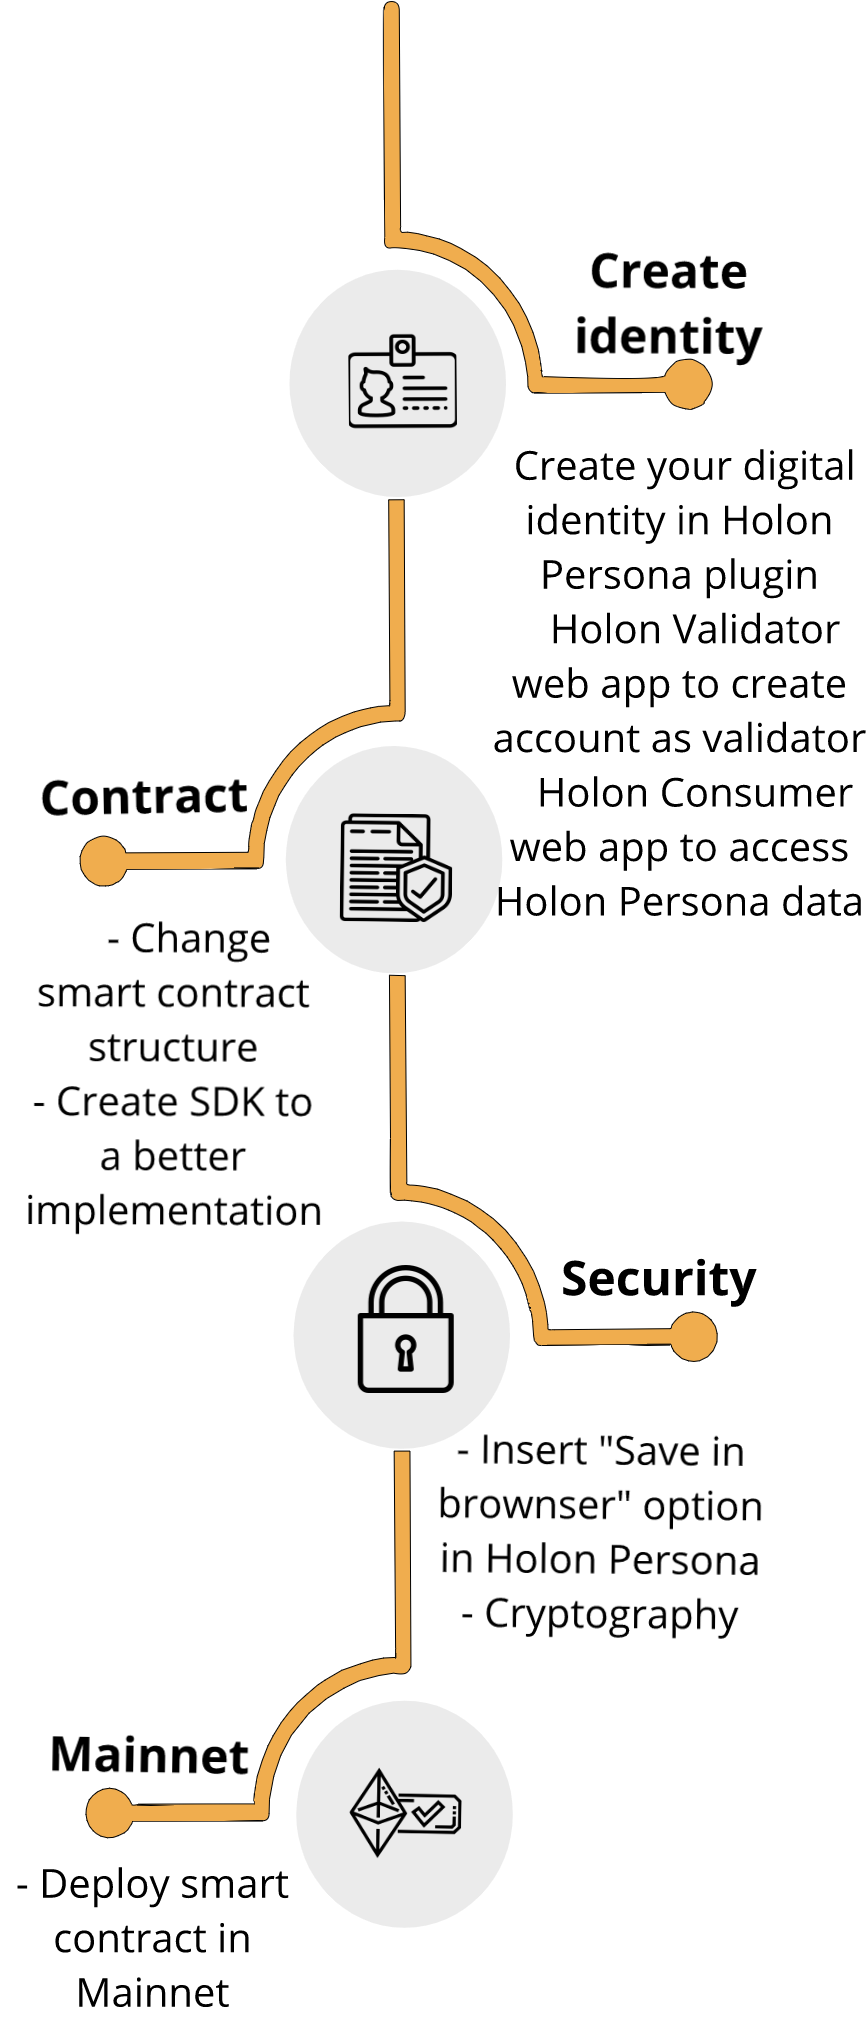 Create
identity
Create your digital
identity in Holon
Persona plugin
Holon Validator
web app to create
account as validator
Holon Consumer
web app to access
Holon Persona data
Contract
- Change
smart contract
structure
- Create SDK to
a better
implementation
Security
- Insert "Save in
brownser" option
in Holon Persona
- Cryptography
Mainnet
- Deploy smart
contract in
Mainnet